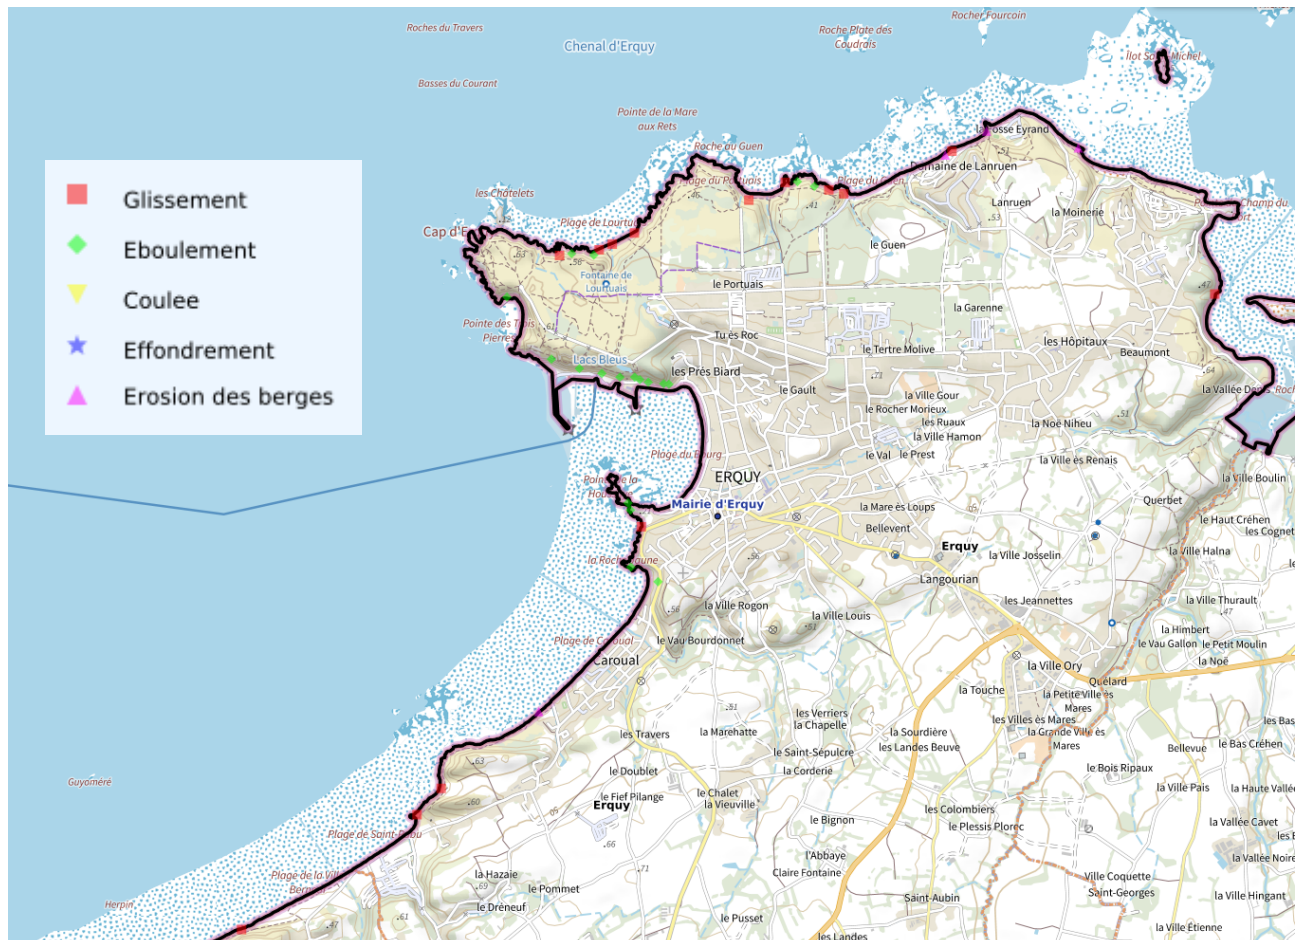 Roches du Travers
Rocher Fourcoin
Roche Plate des
Coudrais
Chenal d'Erquy
Basses du Courant
Pointe de la Mare
aux Rets
Roche au Guen
les Châtelets
Plage de
Cap d'E
Glissement
Eboulement
Coulee
Effondrement
Erosion des berges
Domaine de Lanruen
Lanruen
la Moinerie
le Guen
Fontaine de
Lourtuais
le Portuais
la Garenne
Pointe des Trois
Pierres
Tu ès Roc
les Hôpitaux
le Tertre Molive
Beaumont
Lacs Bleus
les Prés Biard
le Gault
la Ville Gour
le Rocher Morieux
les Ruaux
la Ville Hamon
la Noë Niheu
le Val
le Prest
la Ville ès Renais
Plage du Bourg
la Ville Boulin
ERQUY
Mairie d'Erquy
Querbet
la Mare ès Loups
Bellevent
le Haut Créhen
les Cognet
Erquy
la Ville Josselin
la Ville Halna
Langourian
les Jeannettes
la Ville Thurault
la Ville Rogon
la Ville Louis
la Himbert
le Vau Gallon
le Petit Moulin
la Noë
Plage de Caroual
le Vau Bourdonnet
Caroual
la Ville Ory
Quélard
la Touche
la Petite Ville ès
Mares
les Verriers
la Chapelle
les Villes ès Mares
la Grande Ville ès
Mares
les Travers
la Marehatte
la Sourdière
les Landes Beuve
le Saint-Sépulcre
Bellevue
le Bas Créhen
la Corderie
le Bois Ripaux
Guyoméré
le Doublet
le Fief Pilange
le Chalet
la Vieuville
la Ville Pais
Erquy
les Colombiers
le Plessis Plorec
le Bignon
la Ville Cavet
l'Abbaye
Claire Fontaine
la Vallée Noire
la Hazaie
le Pommet
Ville Coquette
Saint-Georges
la Ville Hingant
Saint-Aubin
Herpin
le Dréneuf
le Pusset
la Ville Étienne
les Landes